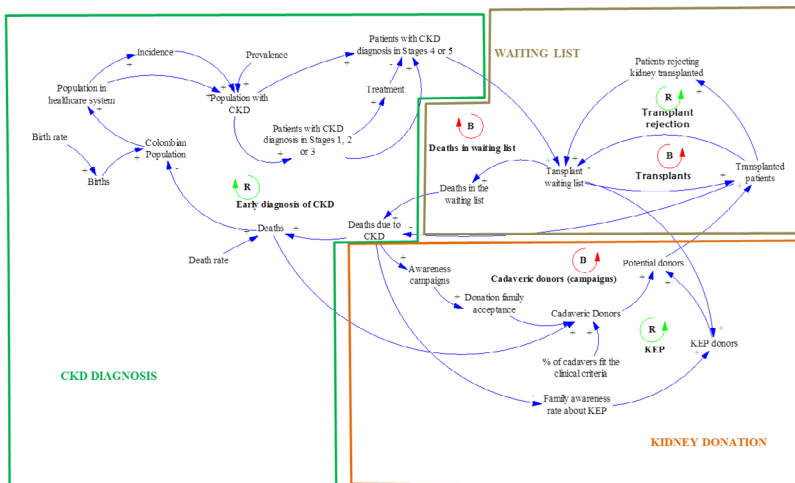 Patients with CKD
diagnosis in Stages 4 or 5
WAITING LIST
Incidence
Prevalence
Patients rejecting
kidney transplanted
Population in
healthcare system
Population with
CKD
Treatment
R
Transplant
rejection
Birth rate
Colombian
Population
Patients with CKD
diagnosis in Stages 1, 2
or 3
B
Deaths in waiting list
B
Transplants
Births
Transplant
waiting list
Transplanted
patients
R
Early diagnosis of CKD
Deaths in the
waiting list
Deaths
Deaths due to
CKD
Death rate
Awareness
campaigns
B
Cadaveric donors (campaigns)
Potential donors
Donation family
acceptance
Cadaveric Donors
R
KEP
KEP donors
% of cadavers fit the
clinical criteria
CKD DIAGNOSIS
Family awareness
rate about KEP
KIDNEY DONATION